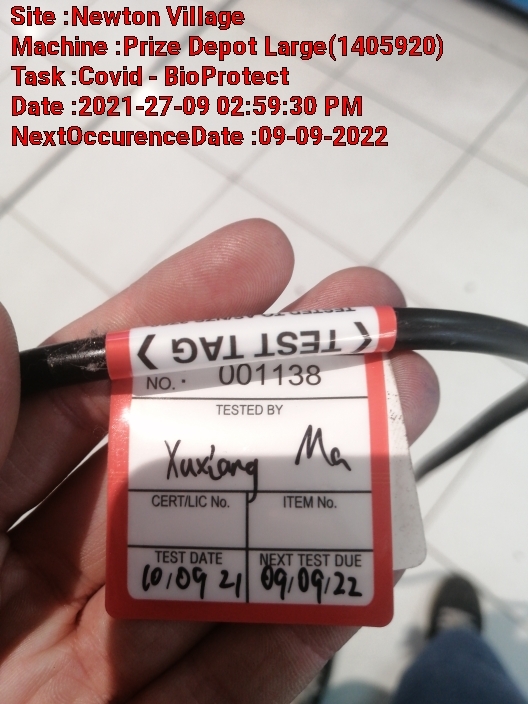 Site :Newton Village
Machine :Prize Depot Large(1405920)
Task :Covid - BioProtect
Date :2021-27-09 02:59:30 PM
NextOccurenceDate :09-09-2022
TEST TAG
NO. · 001138
TESTED BY
Xuxiang Ma
CERT/LIC No. ITEM No.
TEST DATE NEXT TEST DUE
10/09 21 09/09/22